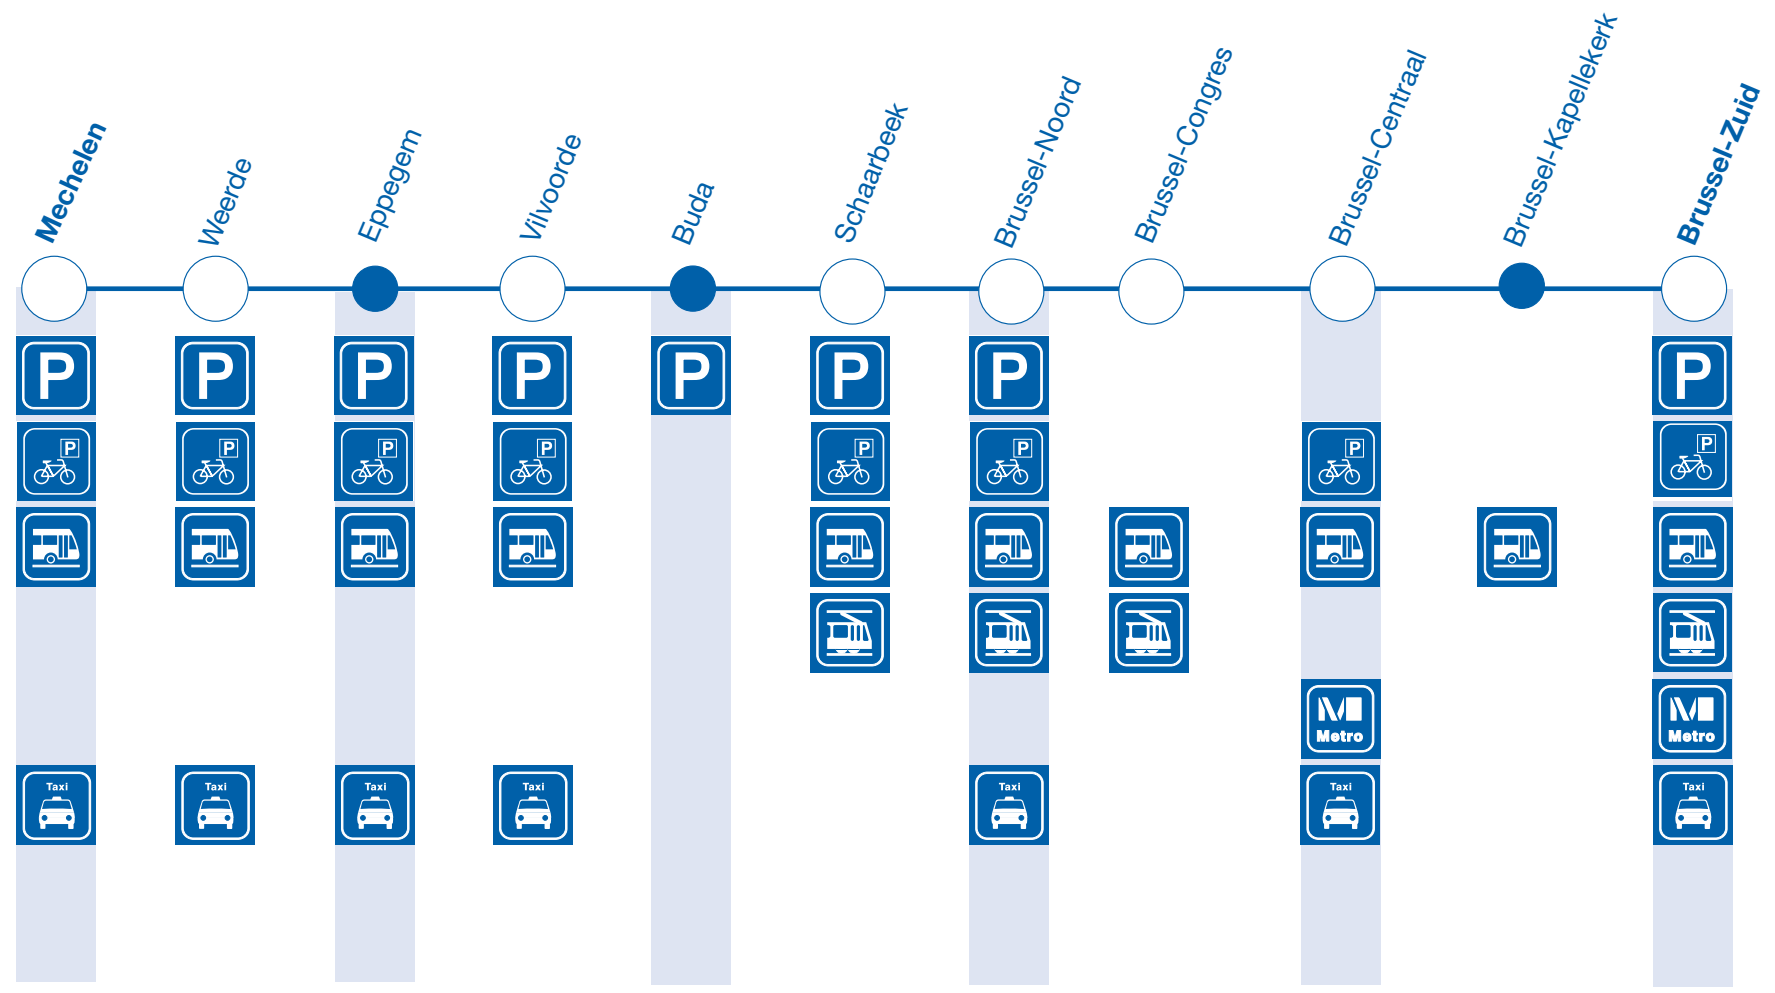 Mechelen
Weerde
Eppegem
Vilvoorde
Buda
Schaarbeek
Brussel-Noord
Brussel-Congres
Brussel-Centraal
Brussel-Kapellekerk
Brussel-Zuid
P P P P P P P P
P P P P P P P P
M M
Metro Metro
Taxi Taxi Taxi Taxi Taxi Taxi Taxi